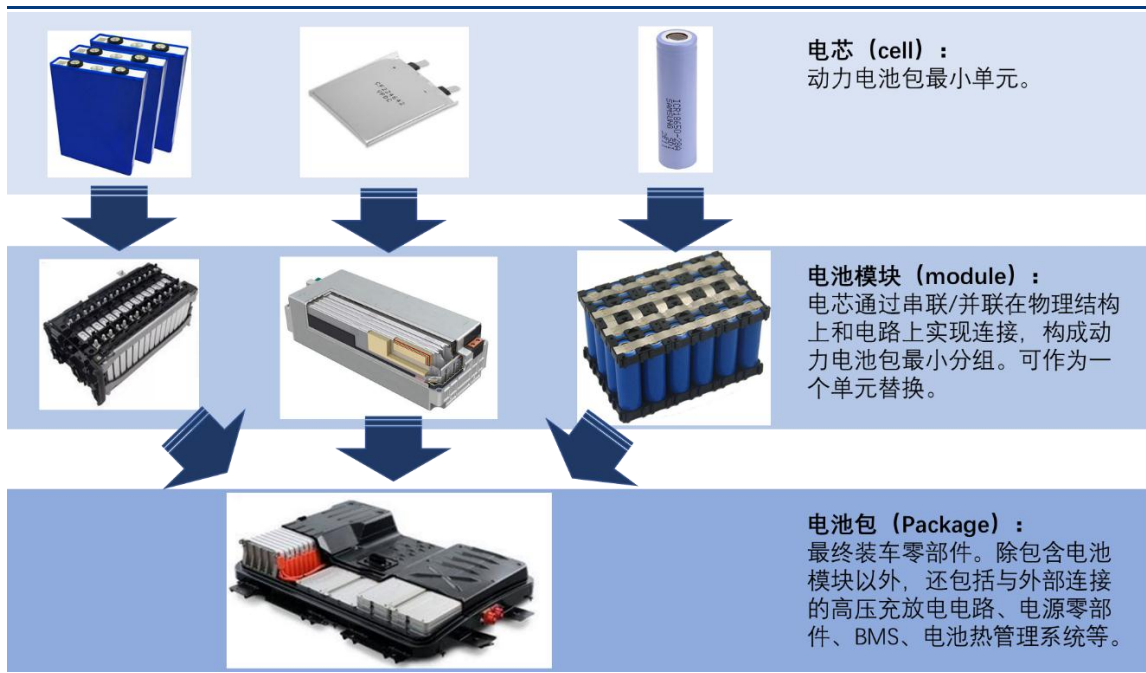 电芯（cell）：
动力电池包最小单元。
ICR18650-26A
电池模块（module）：
电芯通过串联/并联在物理结构
上和电路上实现连接，构成动
力电池包最小分组。可作为一
个单元替换。
电池包（Package）：
最终装车零部件。除包含电池
模块以外，还包括与外部连接
的高压充放电电路、电源零部
件、BMS、电池热管理系统等。